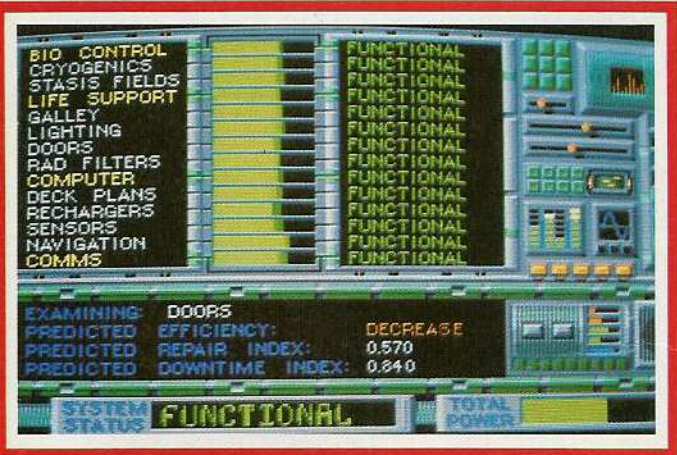 BIO CONTROL FUNCTIONAL
CRYOGENICS FUNCTIONAL
STASIS FIELDS FUNCTIONAL
LIFE SUPPORT FUNCTIONAL
GALLEY FUNCTIONAL
LIGHTING FUNCTIONAL
DOORS FUNCTIONAL
RAD FILTERS FUNCTIONAL
COMPUTER FUNCTIONAL
DECK PLANS FUNCTIONAL
RECHARGERS FUNCTIONAL
SENSORS FUNCTIONAL
NAVIGATION FUNCTIONAL
COMMS FUNCTIONAL
EXAMINING: DOORS
PREDICTED EFFICIENCY: DECREASE
PREDICTED REPAIR INDEX: 0.570
PREDICTED DOWNTIME INDEX: 0.840
SYSTEM STATUS FUNCTIONAL TOTAL POWER